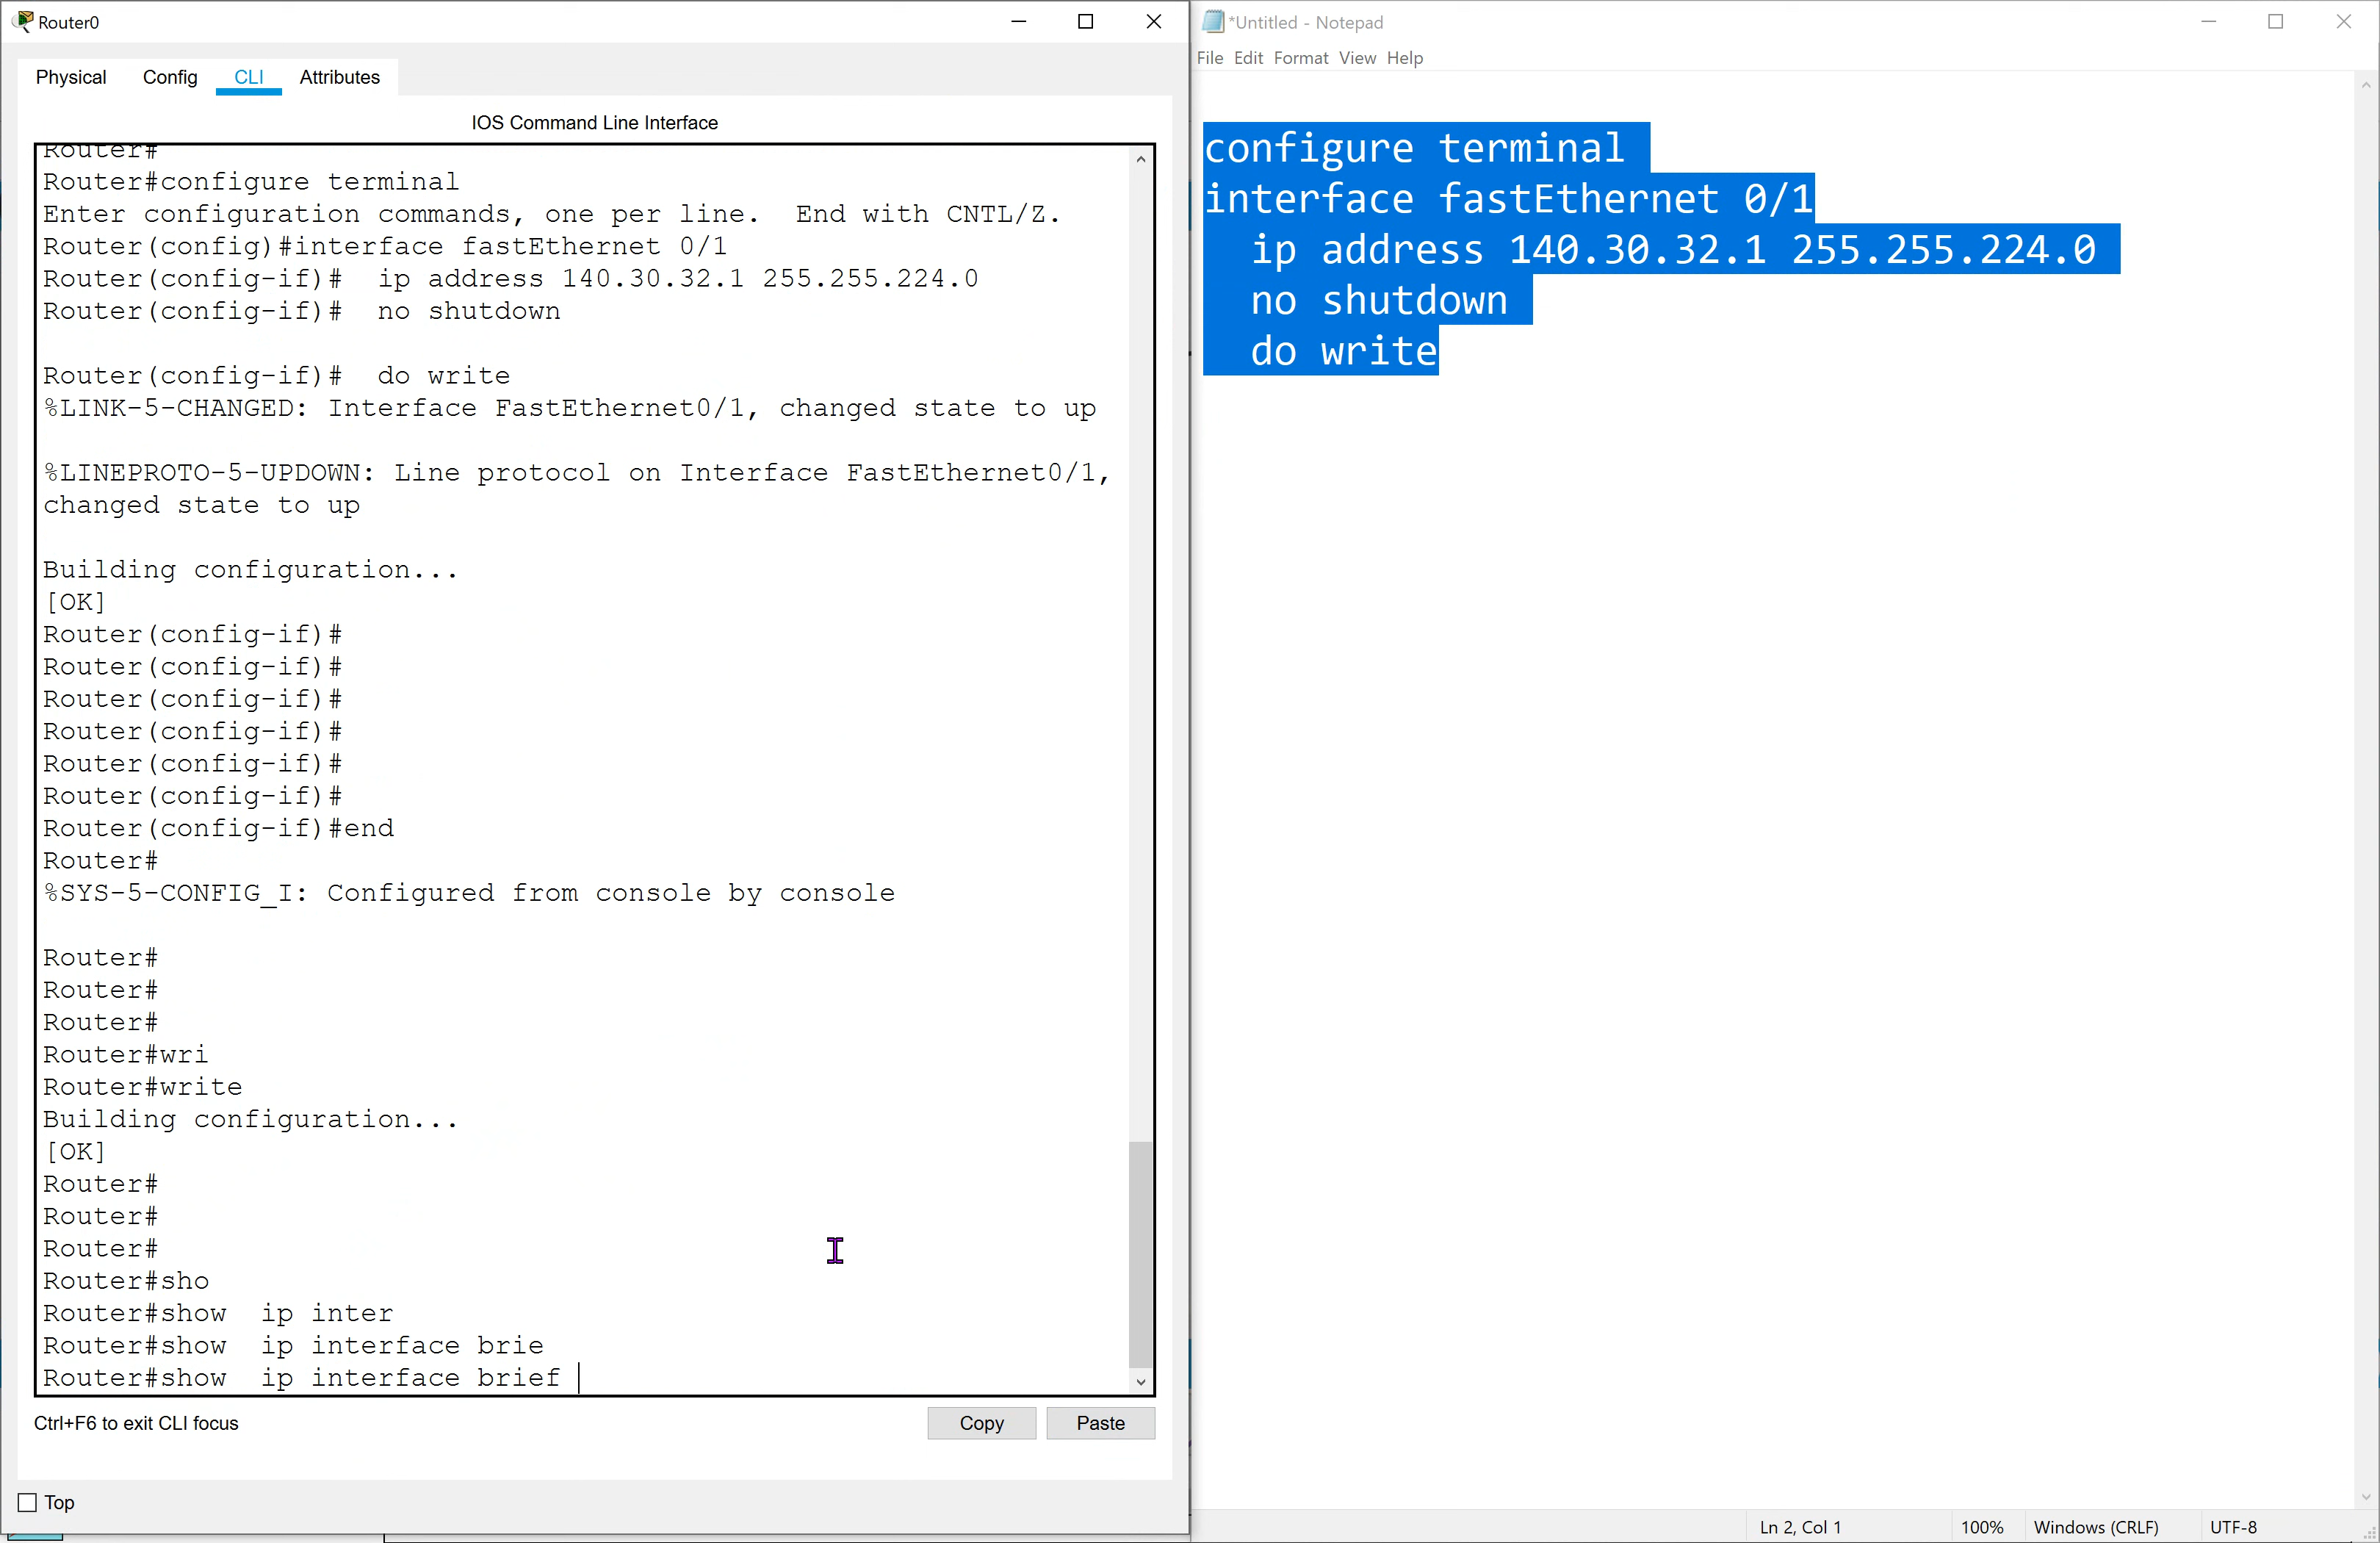 Router0
Physical Config CLI Attributes
IOS Command Line Interface
Router#
Router#configure terminal
Enter configuration commands, one per line.  End with CNTL/Z.
Router(config)#interface fastEthernet 0/1
Router(config-if)#  ip address 140.30.32.1 255.255.224.0
Router(config-if)#  no shutdown
Router(config-if)#  do write
%LINK-5-CHANGED: Interface FastEthernet0/1, changed state to up
%LINEPROTO-5-UPDOWN: Line protocol on Interface FastEthernet0/1,
changed state to up
Building configuration...
[OK]
Router(config-if)#
Router(config-if)#
Router(config-if)#
Router(config-if)#
Router(config-if)#
Router(config-if)#
Router(config-if)#end
Router#
%SYS-5-CONFIG_I: Configured from console by console
Router#
Router#
Router#
Router#wri
Router#write
Building configuration...
[OK]
Router#
Router#
Router#
Router#sho
Router#show  ip inter
Router#show  ip interface brie
Router#show  ip interface brief
Ctrl+F6 to exit CLI focus
Copy Paste
Top
*Untitled - Notepad
File Edit Format View Help
configure terminal
interface fastEthernet 0/1
  ip address 140.30.32.1 255.255.224.0
  no shutdown
  do write
Ln 2, Col 1 100% Windows (CRLF) UTF-8